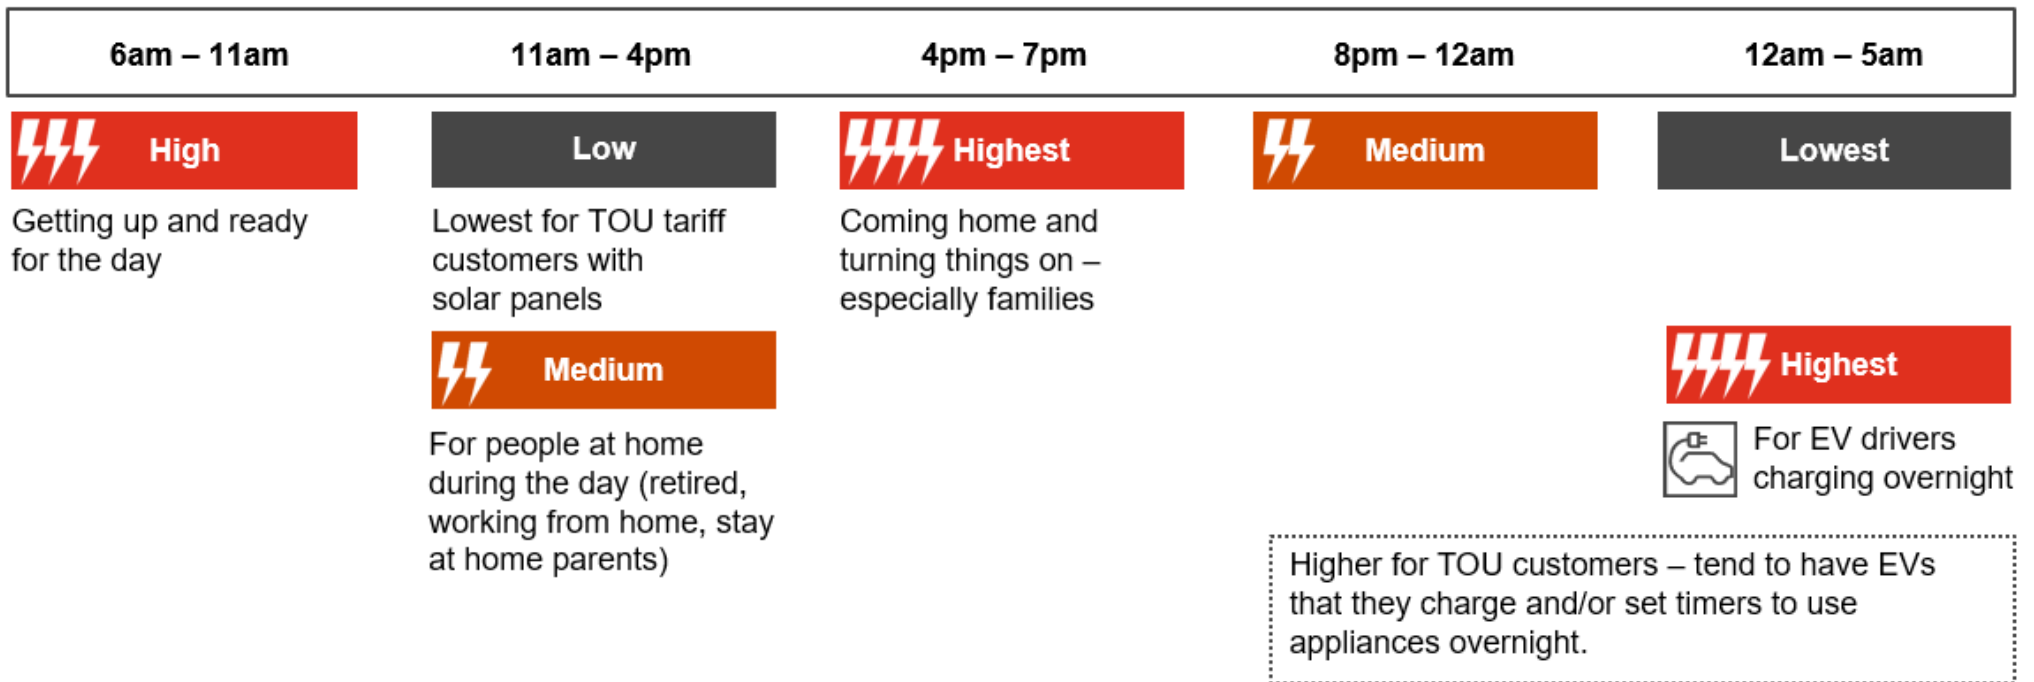 6am – 11am
11am – 4pm
4pm – 7pm
8pm – 12am
12am – 5am
High
Getting up and ready
for the day
Low
Lowest for TOU tariff
customers with
solar panels
Medium
For people at home
during the day (retired,
working from home, stay
at home parents)
Highest
Coming home and
turning things on –
especially families
Medium
Lowest
Highest
For EV drivers
charging overnight
Higher for TOU customers – tend to have EVs
that they charge and/or set timers to use
appliances overnight.